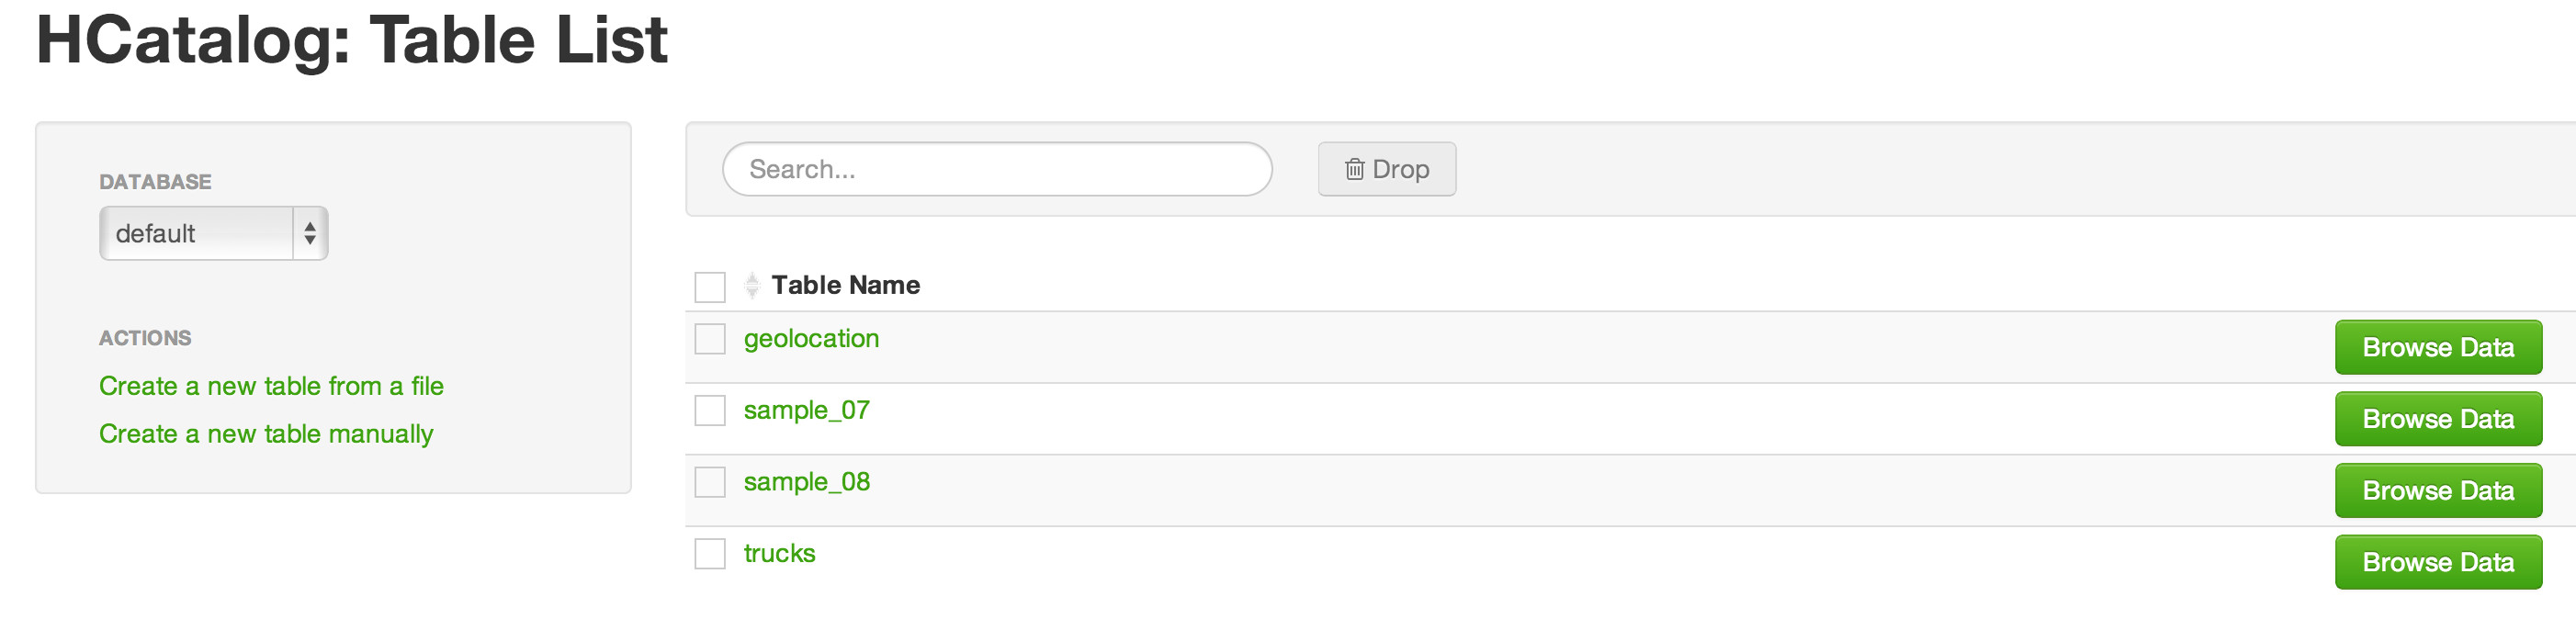 HCatalog: Table List
DATABASE
default
ACTIONS
Create a new table from a file
Create a new table manually
Search...
Drop
Table Name
geolocation Browse Data
sample_07 Browse Data
sample_08 Browse Data
trucks Browse Data